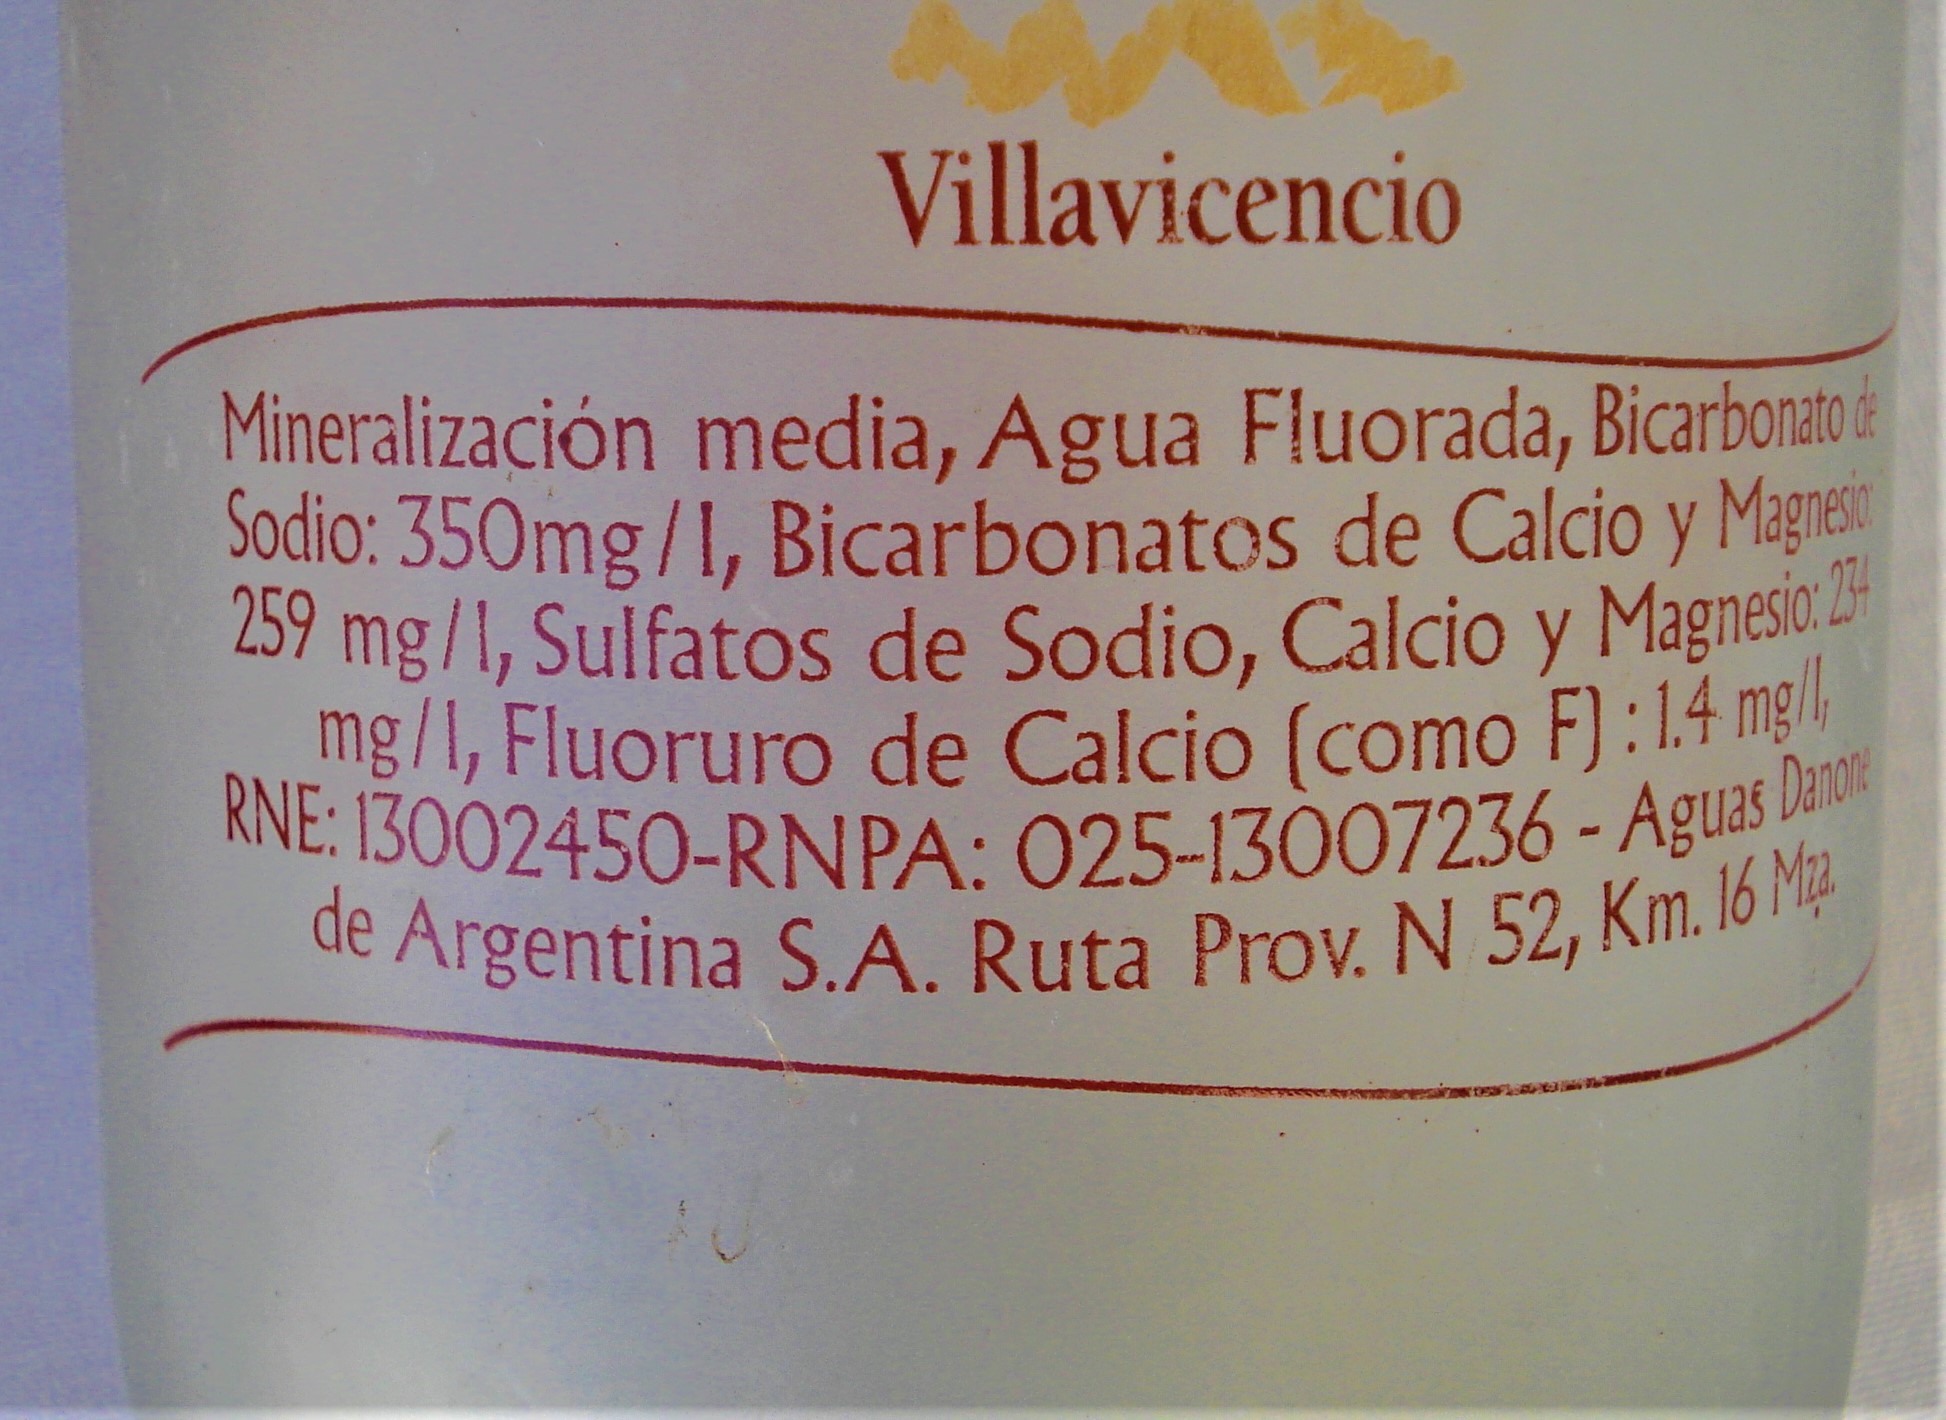 Villavicencio
Mineralización media, Agua Fluorada, Bicarbonato de
Sodio: 350mg/l, Bicarbonatos de Calcio y Magnesio:
259 mg/l, Sulfatos de Sodio, Calcio y Magnesio: 234
mg/l, Fluoruro de Calcio (como F) : 1.4 mg/l,
RNE: 13002450-RNPA: 025-13007236 - Aguas Danone
de Argentina S.A. Ruta Prov. N 52, Km. 16 Mza.